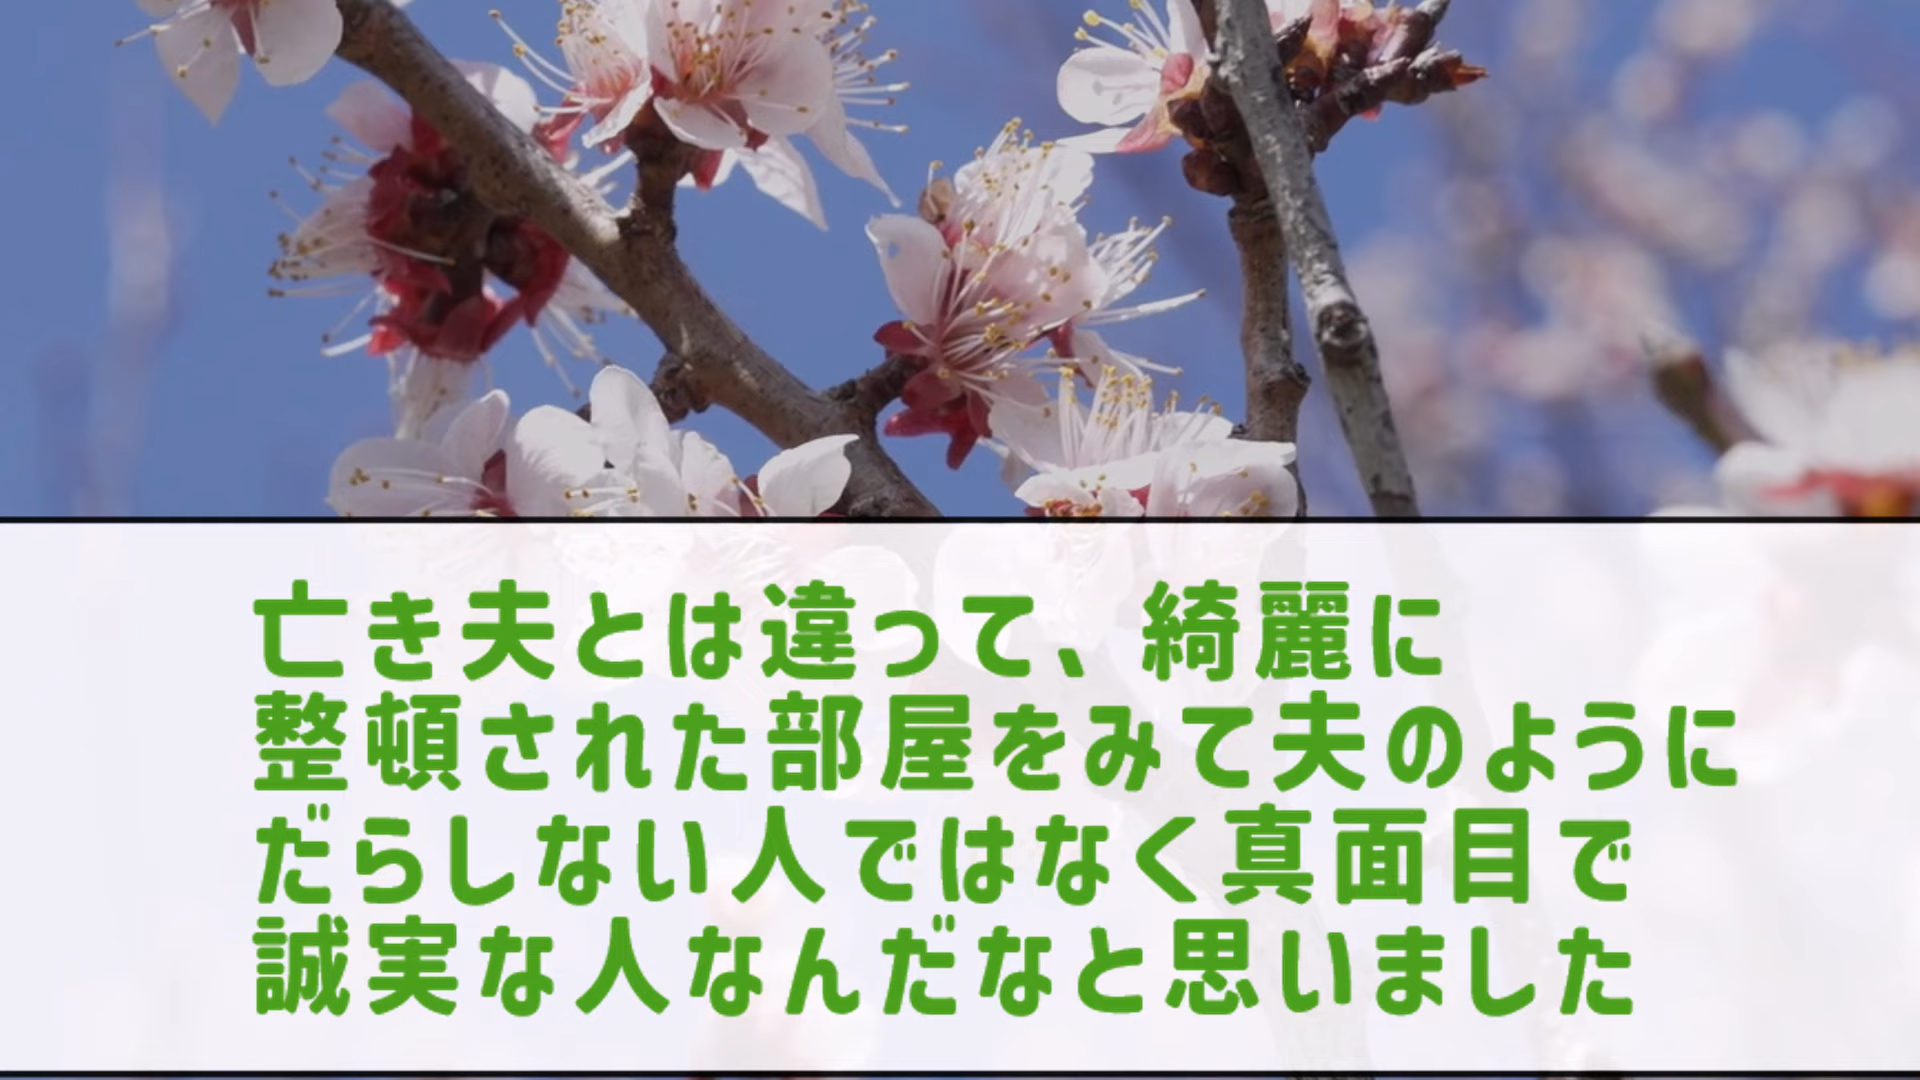 亡き夫とは違って、綺麗に
整頓された部屋をみて夫のように
だらしない人ではなく真面目で
誠実な人なんだなと思いました